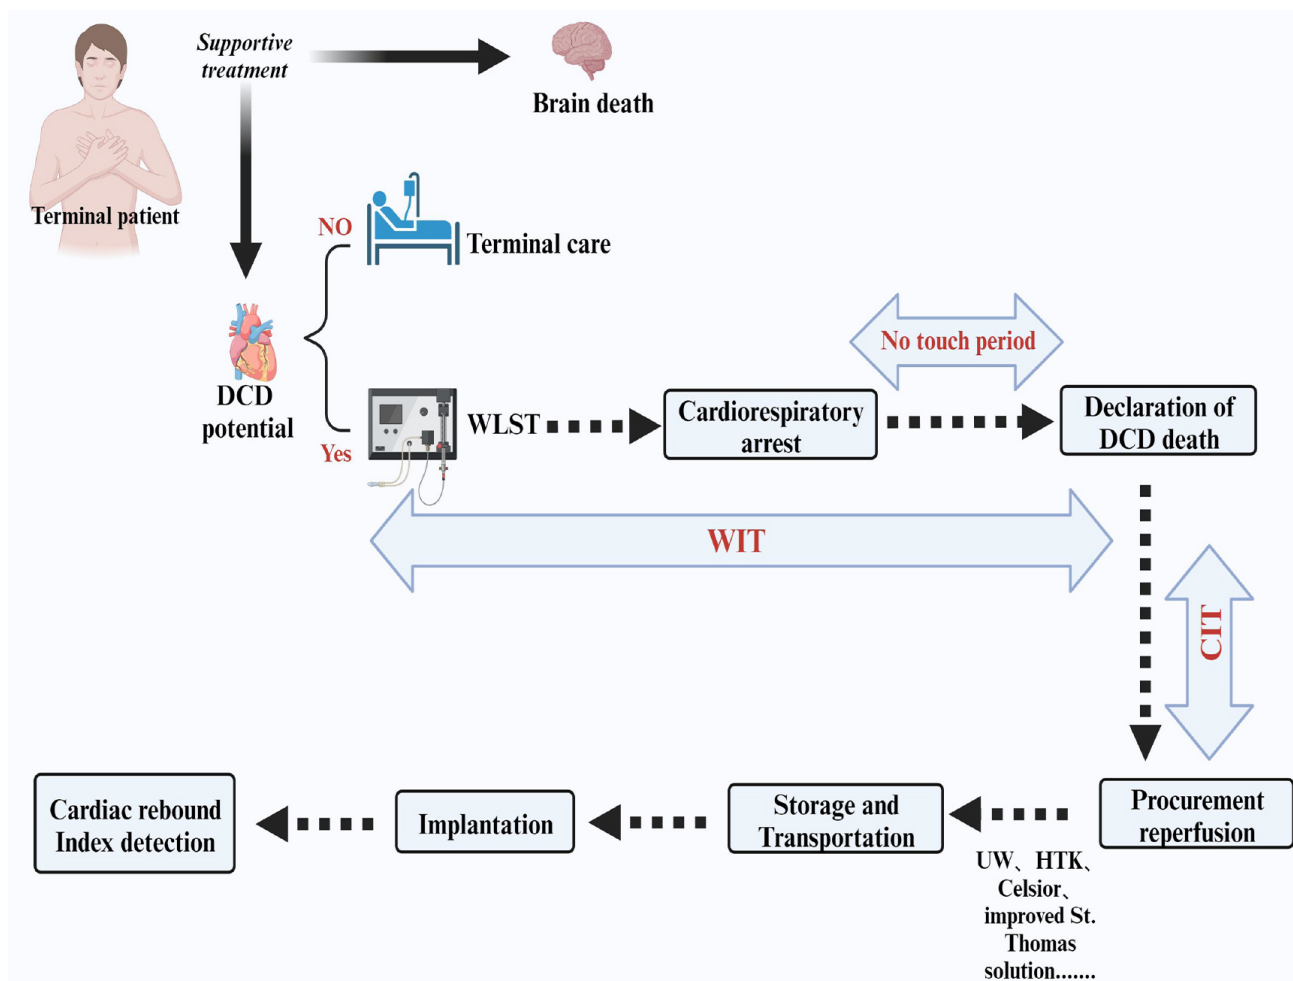 Supportive
treatment
Brain death
Terminal patient
NO
Terminal care
DCD
potential
Yes
WLST
Cardiorespiratory
arrest
No touch period
Declaration of
DCD death
WIT
CIT
Procurement
reperfusion
UW、HTK、
Celsior、
improved St.
Thomas
solution.......
Storage and
Transportation
Implantation
Cardiac rebound
Index detection